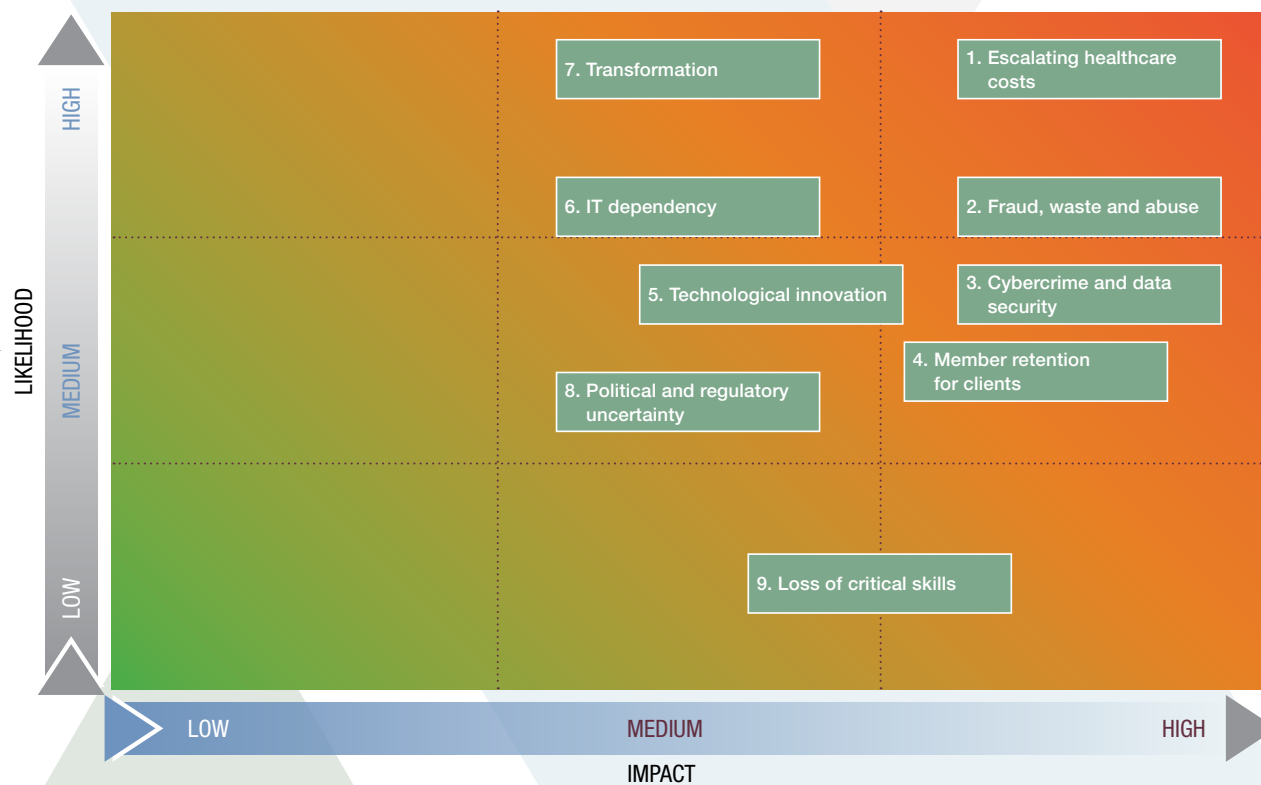 LIKELIHOOD
HIGH
MEDIUM
LOW
7. Transformation
1. Escalating healthcare
costs
6. IT dependency
2. Fraud, waste and abuse
5. Technological innovation
3. Cybercrime and data
security
4. Member retention
for clients
8. Political and regulatory
uncertainty
9. Loss of critical skills
LOW
MEDIUM
HIGH
IMPACT